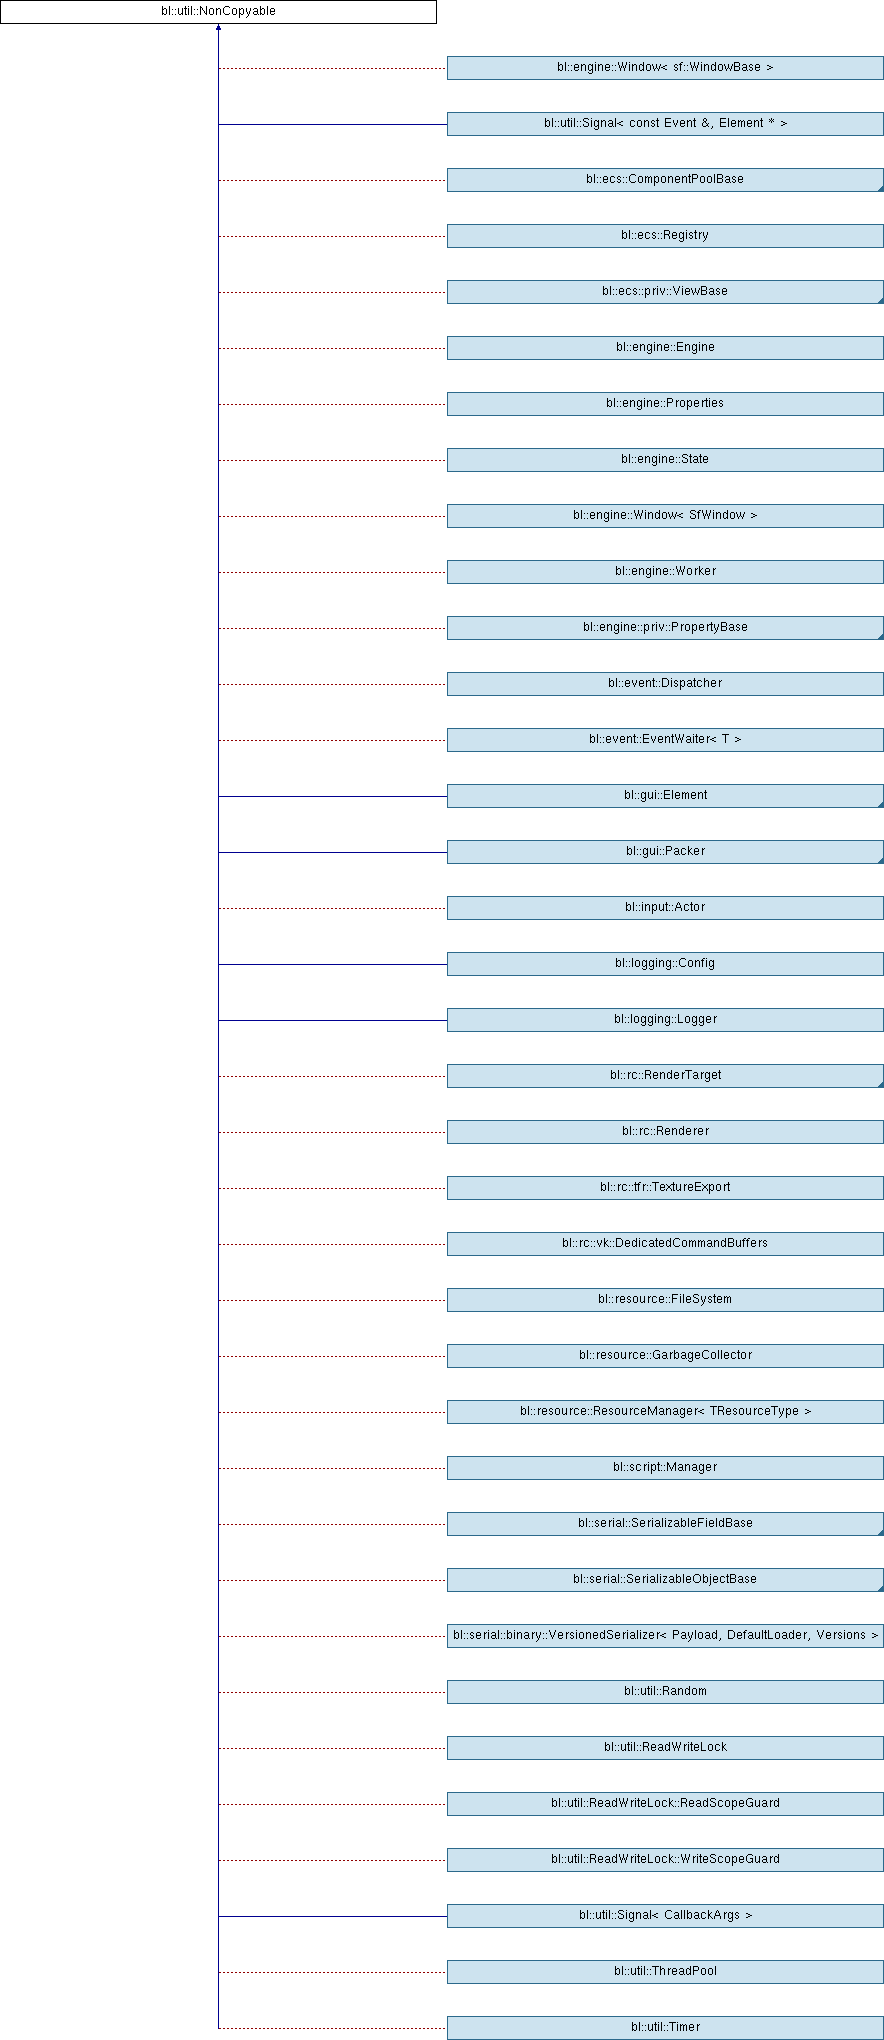 bl::util::NonCopyable
bl::engine::Window< sf::WindowBase >
bl::util::Signal< const Event &, Element * >
bl::ecs::ComponentPoolBase
bl::ecs::Registry
bl::ecs::priv::ViewBase
bl::engine::Engine
bl::engine::Properties
bl::engine::State
bl::engine::Window< SfWindow >
bl::engine::Worker
bl::engine::priv::PropertyBase
bl::event::Dispatcher
bl::event::EventWaiter< T >
bl::gui::Element
bl::gui::Packer
bl::input::Actor
bl::logging::Config
bl::logging::Logger
bl::rc::RenderTarget
bl::rc::Renderer
bl::rc::tfr::TextureExport
bl::rc::vk::DedicatedCommandBuffers
bl::resource::FileSystem
bl::resource::GarbageCollector
bl::resource::ResourceManager< TResourceType >
bl::script::Manager
bl::serial::SerializableFieldBase
bl::serial::SerializableObjectBase
bl::serial::binary::VersionedSerializer< Payload, DefaultLoader, Versions >
bl::util::Random
bl::util::ReadWriteLock
bl::util::ReadWriteLock::ReadScopeGuard
bl::util::ReadWriteLock::WriteScopeGuard
bl::util::Signal< CallbackArgs >
bl::util::ThreadPool
bl::util::Timer